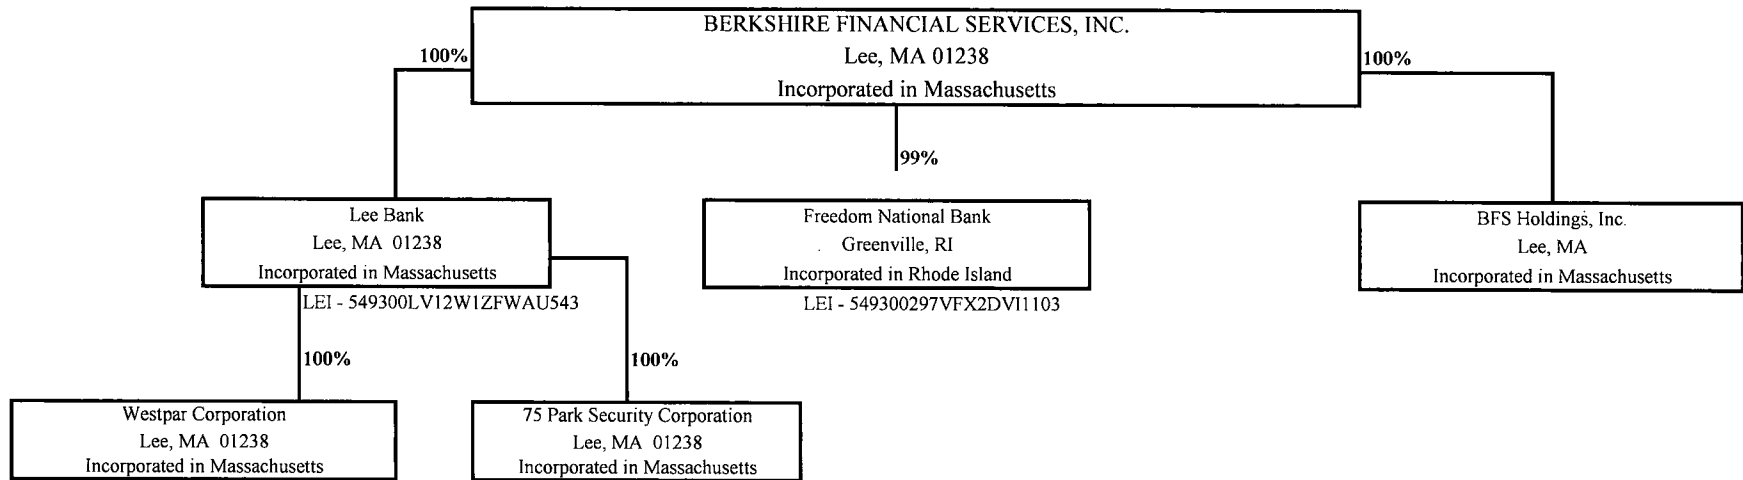 BERKSHIRE FINANCIAL SERVICES, INC.
Lee, MA 01238
Incorporated in Massachusetts
100%
100%
99%
Lee Bank
Lee, MA 01238
Incorporated in Massachusetts
LEI - 549300LV12W1ZFWAU543
Freedom National Bank
Greenville, RI
Incorporated in Rhode Island
LEI - 549300297VFX2DVI1103
BFS Holdings, Inc.
Lee, MA
Incorporated in Massachusetts
100%
100%
Westpar Corporation
Lee, MA 01238
Incorporated in Massachusetts
75 Park Security Corporation
Lee, MA 01238
Incorporated in Massachusetts